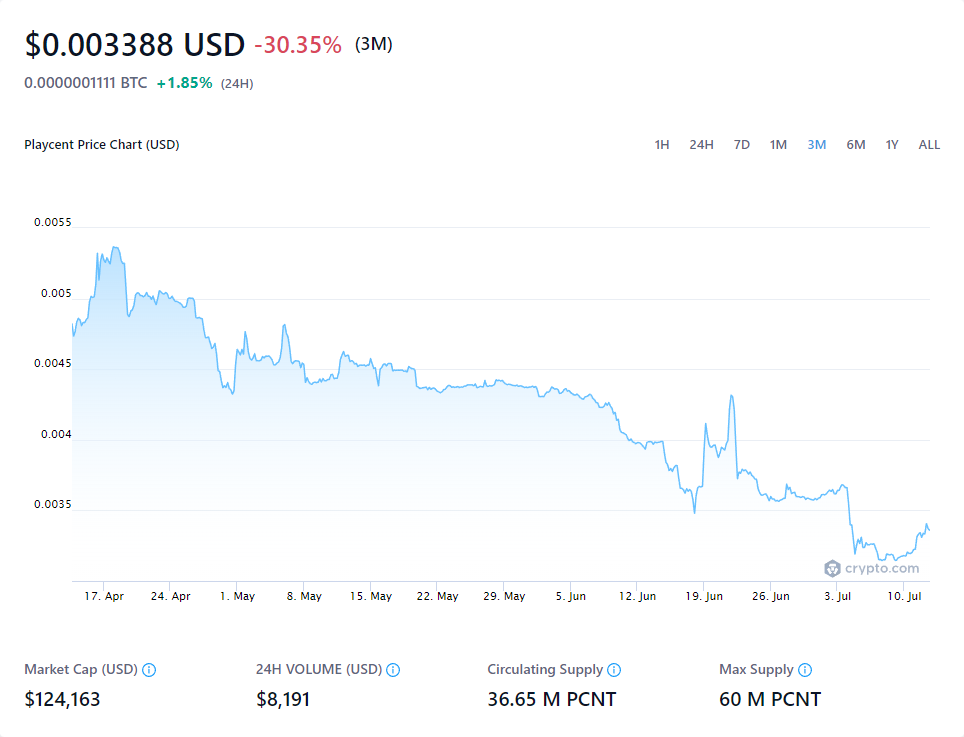 $0.003388 USD -30.35% (3M)
0.0000001111 BTC +1.85% (24H)
Playcent Price Chart (USD) 1H 24H 7D 1M 3M 6M 1Y ALL
0.0055
0.005
0.0045
0.004
0.0035
crypto.com
17. Apr 24. Apr 1. May 8. May 15. May 22. May 29. May 5. Jun 12. Jun 19. Jun 26. Jun 3. Jul 10. Jul
Market Cap (USD) 24H VOLUME (USD) Circulating Supply Max Supply
$124,163 $8,191 36.65 M PCNT 60 M PCNT